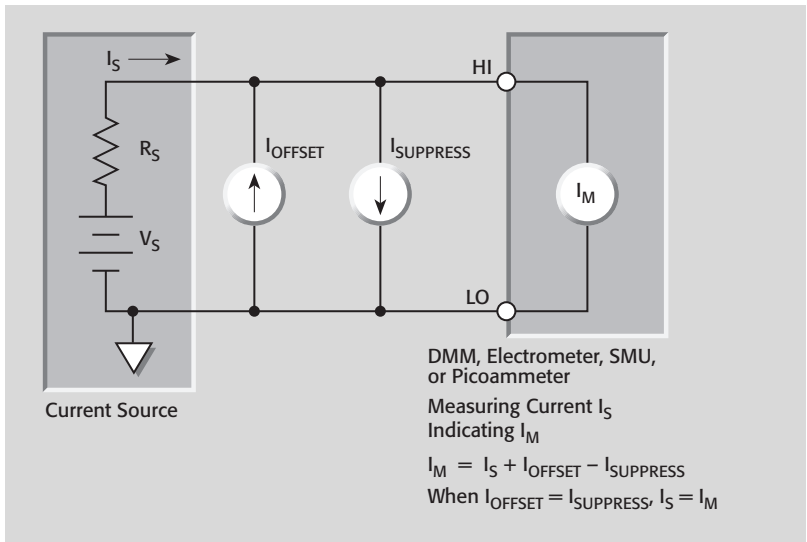 I_S
HI
R_S
I_OFFSET
I_SUPPRESS
I_M
V_S
LO
DMM, Electrometer, SMU,
or Picoammeter
Current Source
Measuring Current I_S
Indicating I_M
I_M = I_S + I_OFFSET – I_SUPPRESS
When I_OFFSET = I_SUPPRESS, I_S = I_M